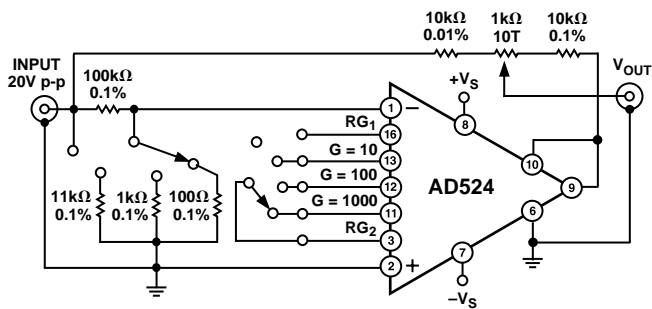 10kΩ
0.01%
1kΩ
10T
10kΩ
0.1%
INPUT
20V p-p
100kΩ
0.1%
VOUT
+VS
1
−
8
RG1
16
10
G = 10
13
G = 100
12
AD524
9
11kΩ
0.1%
1kΩ
0.1%
100Ω
0.1%
G = 1000
11
6
RG2
3
7
2
+
−VS